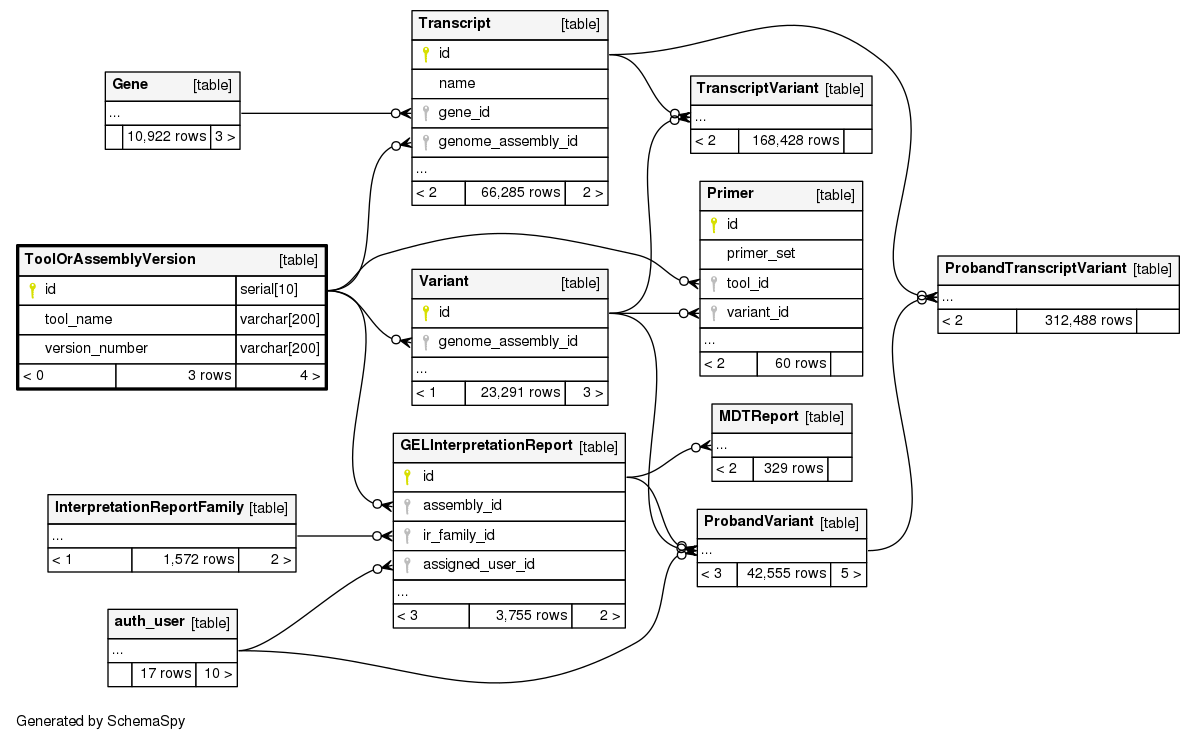 Transcript [table]
id
name
gene_id
genome_assembly_id
...
< 2 66,285 rows 2 >
Gene [table]
...
10,922 rows 3 >
TranscriptVariant [table]
...
< 2 168,428 rows
Primer [table]
id
primer_set
tool_id
variant_id
...
< 2 60 rows
ToolOrAssemblyVersion [table]
id serial[10]
tool_name varchar[200]
version_number varchar[200]
< 0 3 rows 4 >
Variant [table]
id
genome_assembly_id
...
< 1 23,291 rows 3 >
ProbandTranscriptVariant [table]
...
< 2 312,488 rows
MDTReport [table]
...
< 2 329 rows
GELInterpretationReport [table]
id
assembly_id
ir_family_id
assigned_user_id
...
< 3 3,755 rows 2 >
InterpretationReportFamily [table]
...
< 1 1,572 rows 2 >
ProbandVariant [table]
...
< 3 42,555 rows 5 >
auth_user [table]
...
17 rows 10 >
Generated by SchemaSpy